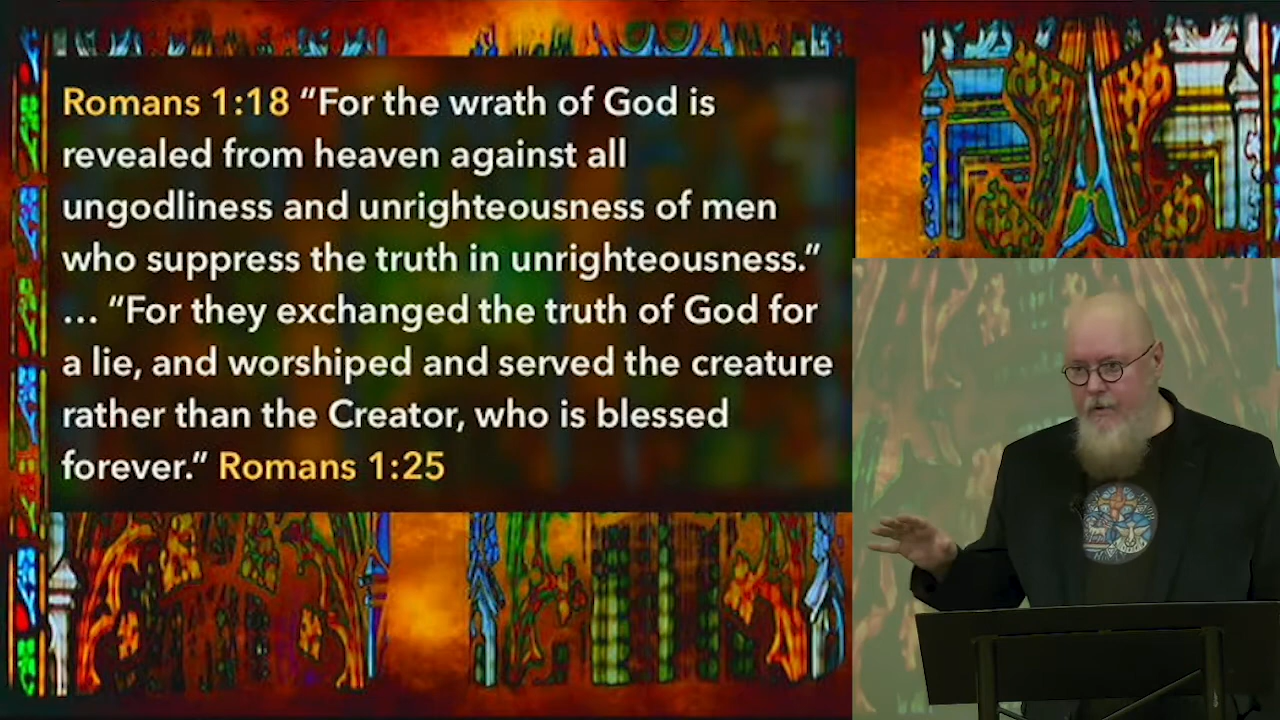 Romans 1:18 “For the wrath of God is
revealed from heaven against all
ungodliness and unrighteousness of men
who suppress the truth in unrighteousness.”
… “For they exchanged the truth of God for
a lie, and worshiped and served the creature
rather than the Creator, who is blessed
forever.” Romans 1:25